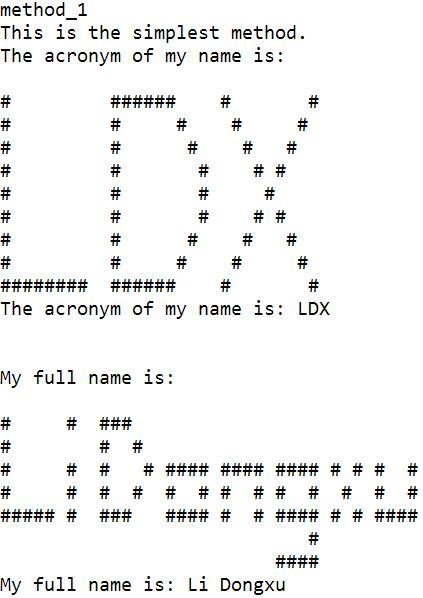 method_1
This is the simplest method.
The acronym of my name is:
#         ######    #       #
#         #     #    #     #
#         #      #    #   #
#         #       #    # #
#         #       #     #
#         #       #    # #
#         #      #    #   #
#         #     #    #     #
########  ######    #       #
The acronym of my name is: LDX
My full name is:
#     #  ###
#        #  #
#     #  #   # #### #### #### # # #  #
#     #  #  #  #  # #  # #  #  #  #  #
##### #  ###   #### #  # #### # # ####
                            #
                         ####
My full name is: Li Dongxu